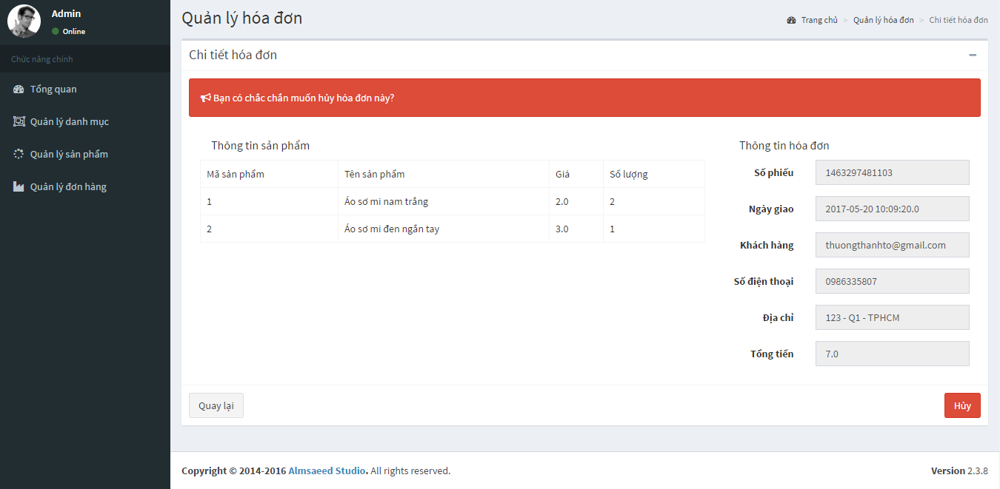 Admin
Online
Chức năng chính
Tổng quan
Quản lý danh mục
Quản lý sản phẩm
Quản lý đơn hàng
Quản lý hóa đơn
Trang chủ > Quản lý hóa đơn > Chi tiết hóa đơn
Chi tiết hóa đơn
Bạn có chắc chắn muốn hủy hóa đơn này?
Thông tin sản phẩm
Mã sản phẩm Tên sản phẩm Giá Số lượng
1 Áo sơ mi nam trắng 2.0 2
2 Áo sơ mi đen ngắn tay 3.0 1
Thông tin hóa đơn
Số phiếu 1463297481103
Ngày giao 2017-05-20 10:09:20.0
Khách hàng thuongthanhto@gmail.com
Số điện thoại 0986335807
Địa chỉ 123 - Q1 - TPHCM
Tổng tiền 7.0
Quay lại Hủy
Copyright © 2014-2016 Almsaeed Studio. All rights reserved. Version 2.3.8